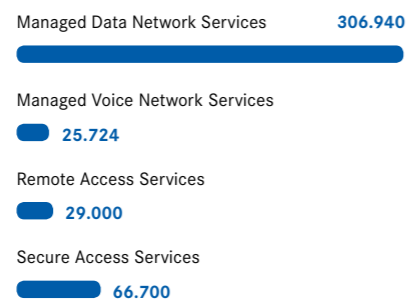 Managed Data Network Services 306.940
Managed Voice Network Services
25.724
Remote Access Services
29.000
Secure Access Services
66.700